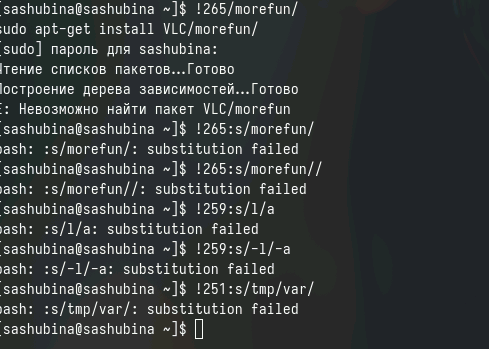 [sashubina@sashubina ~]$ !265/morefun/
sudo apt-get install VLC/morefun/
[sudo] пароль для sashubina:
Чтение списков пакетов...Готово
Построение дерева зависимостей...Готово
E: Невозможно найти пакет VLC/morefun
[sashubina@sashubina ~]$ !265:s/morefun/
bash: :s/morefun/: substitution failed
[sashubina@sashubina ~]$ !265:s/morefun//
bash: :s/morefun//: substitution failed
[sashubina@sashubina ~]$ !259:s/l/a
bash: :s/l/a: substitution failed
[sashubina@sashubina ~]$ !259:s/-l/-a
bash: :s/-l/-a: substitution failed
[sashubina@sashubina ~]$ !251:s/tmp/var/
bash: :s/tmp/var/: substitution failed
[sashubina@sashubina ~]$